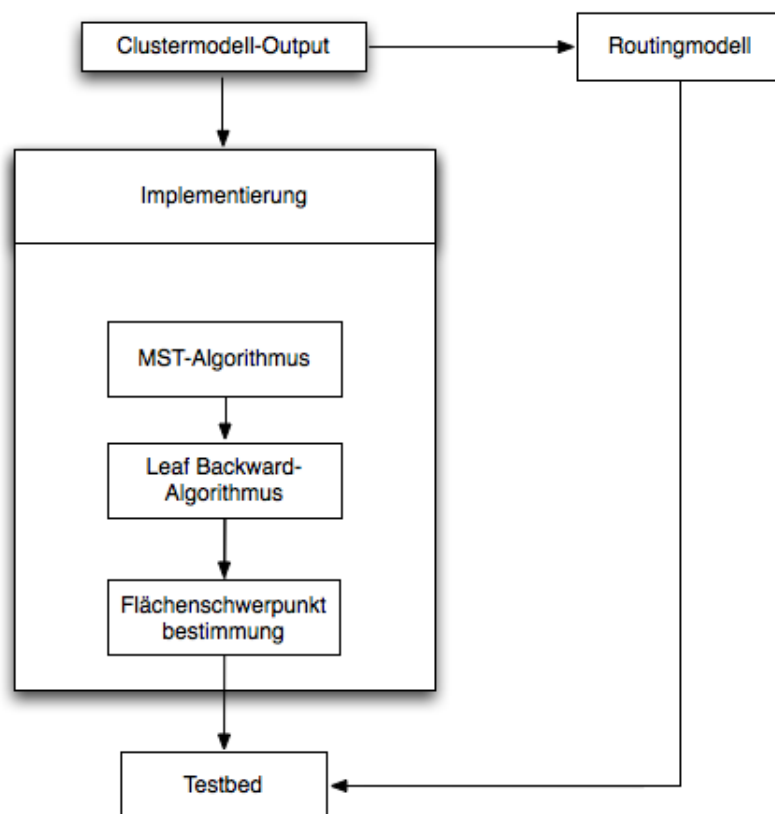 Clustermodell-Output
Routingmodell
Implementierung
MST-Algorithmus
Leaf Backward-
Algorithmus
Flächenschwerpunkt
bestimmung
Testbed